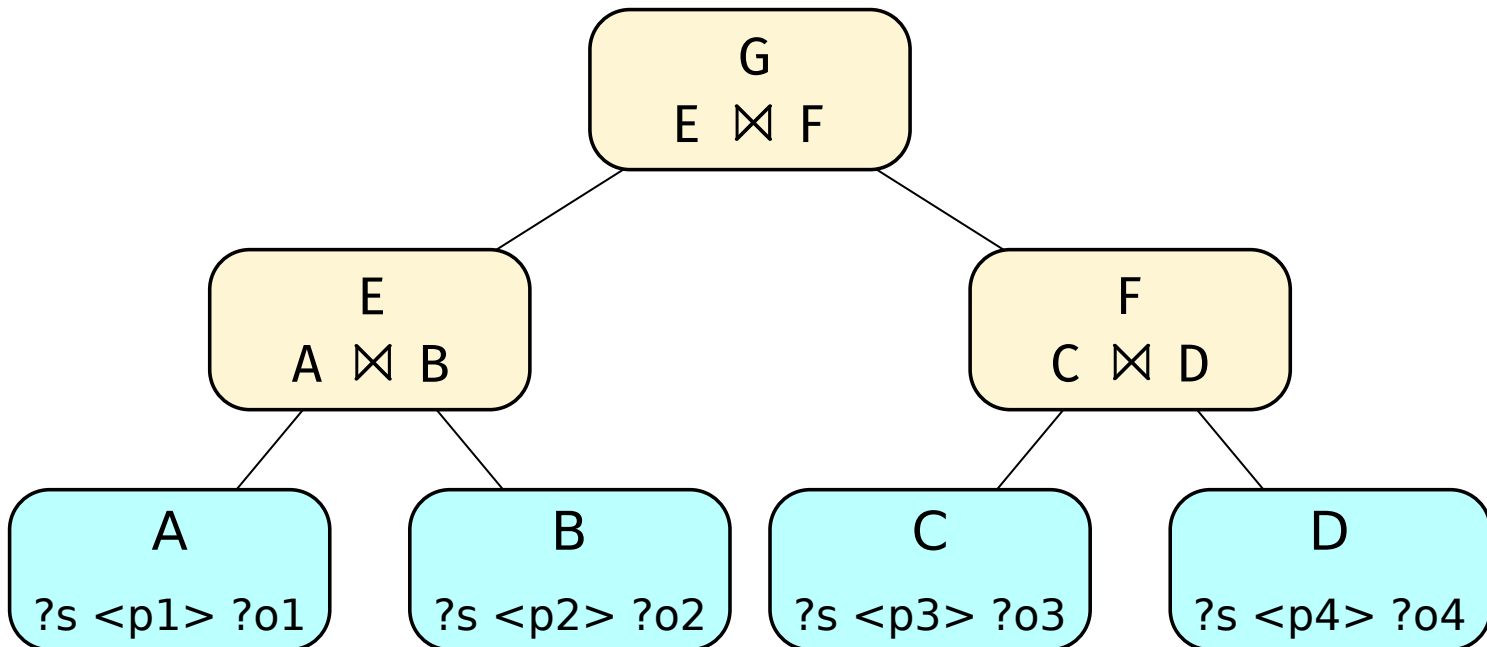 G
E ⋈ F
E
A ⋈ B
F
C ⋈ D
A
?s <p1> ?o1
B
?s <p2> ?o2
C
?s <p3> ?o3
D
?s <p4> ?o4